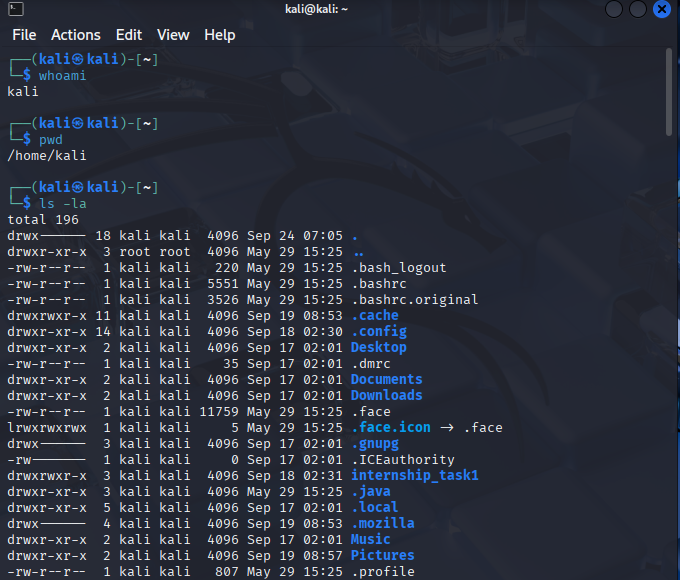 kali@kali: ~
File Actions Edit View Help
┌──(kali㉿kali)-[~]
└─$ whoami
kali
┌──(kali㉿kali)-[~]
└─$ pwd
/home/kali
┌──(kali㉿kali)-[~]
└─$ ls -la
total 196
drwx------ 18 kali kali 4096 Sep 24 07:05 .
drwxr-xr-x 3 root root 4096 May 29 15:25 ..
-rw-r--r-- 1 kali kali 220 May 29 15:25 .bash_logout
-rw-r--r-- 1 kali kali 5551 May 29 15:25 .bashrc
-rw-r--r-- 1 kali kali 3526 May 29 15:25 .bashrc.original
drwxrwxr-x 11 kali kali 4096 Sep 19 08:53 .cache
drwxr-xr-x 14 kali kali 4096 Sep 18 02:30 .config
drwxr-xr-x 2 kali kali 4096 Sep 17 02:01 Desktop
-rw-r--r-- 1 kali kali 35 Sep 17 02:01 .dmrc
drwxr-xr-x 2 kali kali 4096 Sep 17 02:01 Documents
drwxr-xr-x 2 kali kali 4096 Sep 17 02:01 Downloads
-rw-r--r-- 1 kali kali 11759 May 29 15:25 .face
lrwxrwxrwx 1 kali kali 5 May 29 15:25 .face.icon -> .face
drwx------ 3 kali kali 4096 Sep 17 02:01 .gnupg
-rw------- 1 kali kali 0 Sep 17 02:01 .ICEauthority
drwxrwxr-x 3 kali kali 4096 Sep 18 02:31 internship_task1
drwxr-xr-x 3 kali kali 4096 May 29 15:25 .java
drwxr-xr-x 5 kali kali 4096 Sep 17 02:01 .local
drwx------ 4 kali kali 4096 Sep 19 08:53 .mozilla
drwxr-xr-x 2 kali kali 4096 Sep 17 02:01 Music
drwxr-xr-x 2 kali kali 4096 Sep 19 08:57 Pictures
-rw-r--r-- 1 kali kali 807 May 29 15:25 .profile